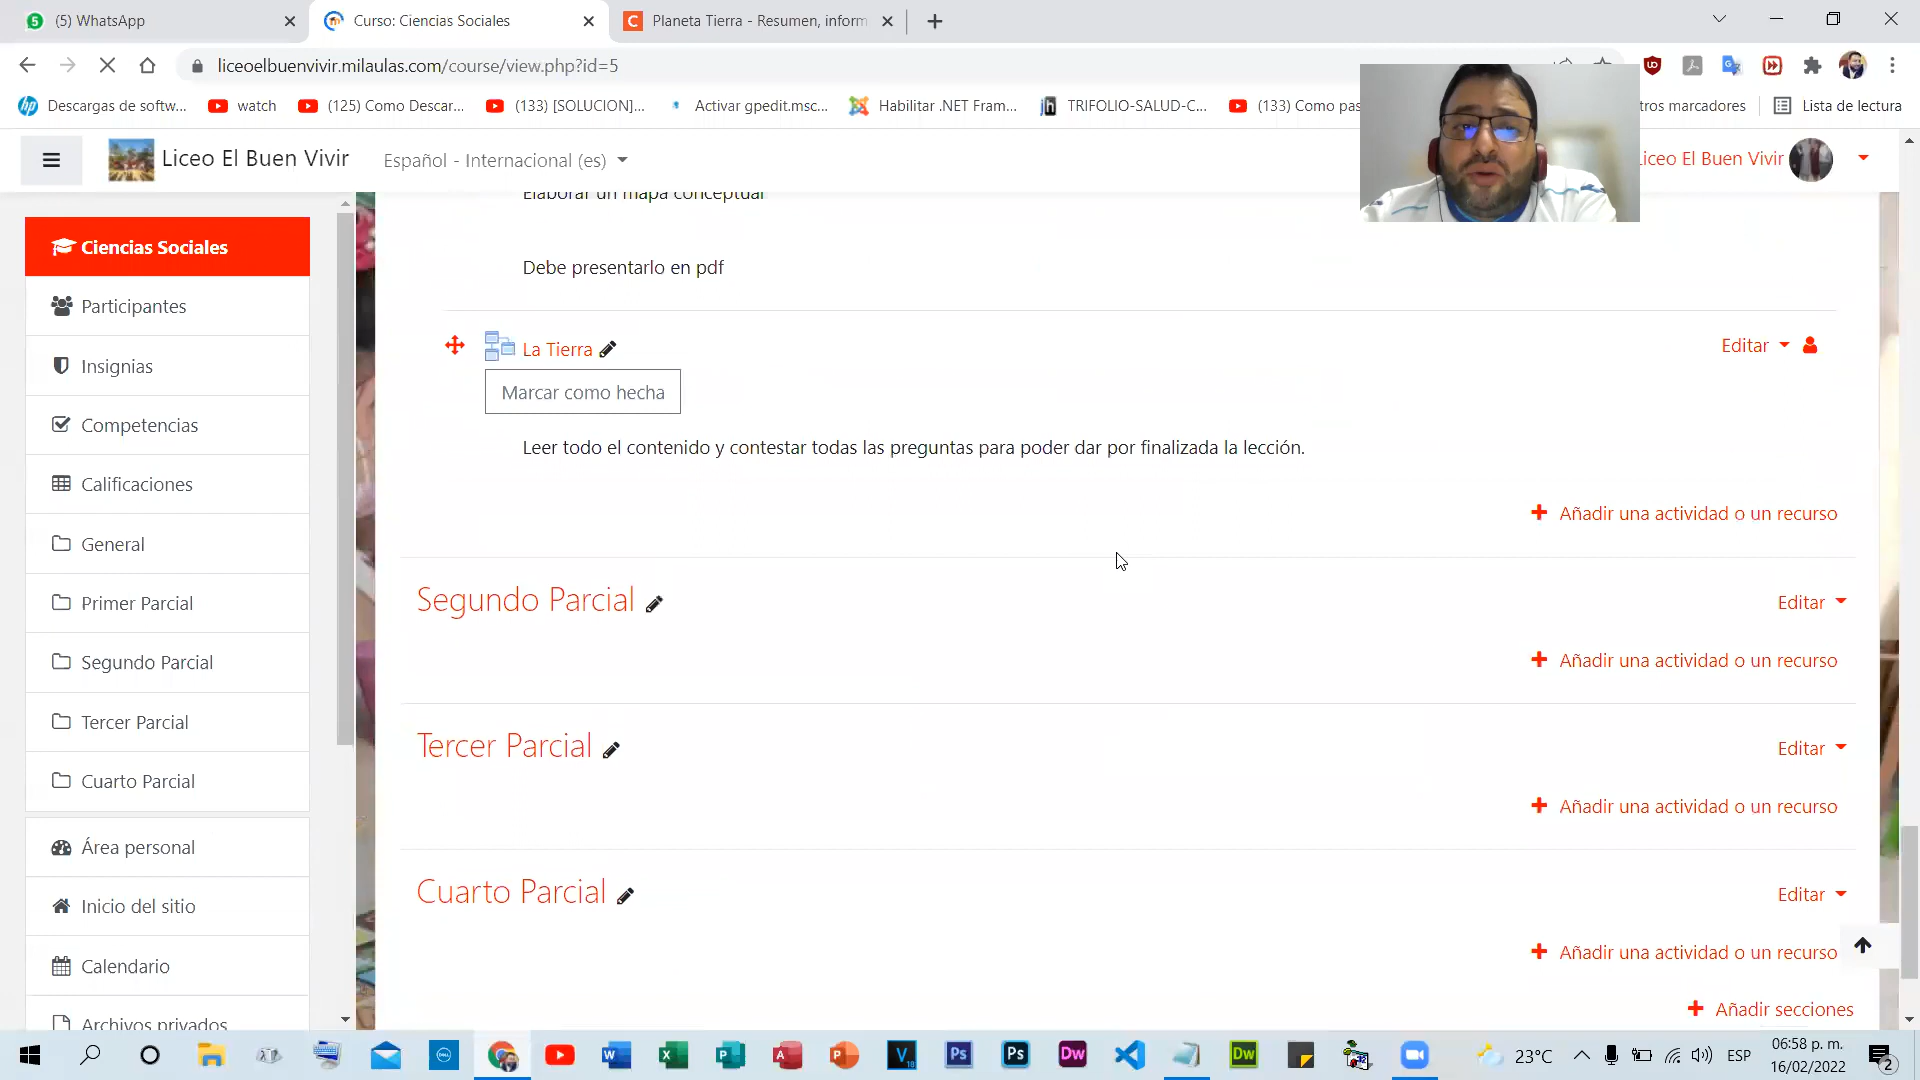 (5) WhatsApp
Curso: Ciencias Sociales
Planeta Tierra - Resumen, inform
liceoelbuenvivir.milaulas.com/course/view.php?id=5
Descargas de softw...
watch
(125) Como Descar...
(133) [SOLUCION]...
Activar gpedit.msc...
Habilitar .NET Fram...
TRIFOLIO-SALUD-C...
(133) Como pas
tros marcadores
Lista de lectura
Liceo El Buen Vivir
Español - Internacional (es)
Liceo El Buen Vivir
Ciencias Sociales
Participantes
Insignias
Competencias
Calificaciones
General
Primer Parcial
Segundo Parcial
Tercer Parcial
Cuarto Parcial
Área personal
Inicio del sitio
Calendario
Archivos privados
Elaborar un mapa conceptual
Debe presentarlo en pdf
La Tierra
Editar
Marcar como hecha
Leer todo el contenido y contestar todas las preguntas para poder dar por finalizada la lección.
Añadir una actividad o un recurso
Segundo Parcial
Editar
Añadir una actividad o un recurso
Tercer Parcial
Editar
Añadir una actividad o un recurso
Cuarto Parcial
Editar
Añadir una actividad o un recurso
Añadir secciones
23°C
ESP
06:58 p. m.
16/02/2022
2